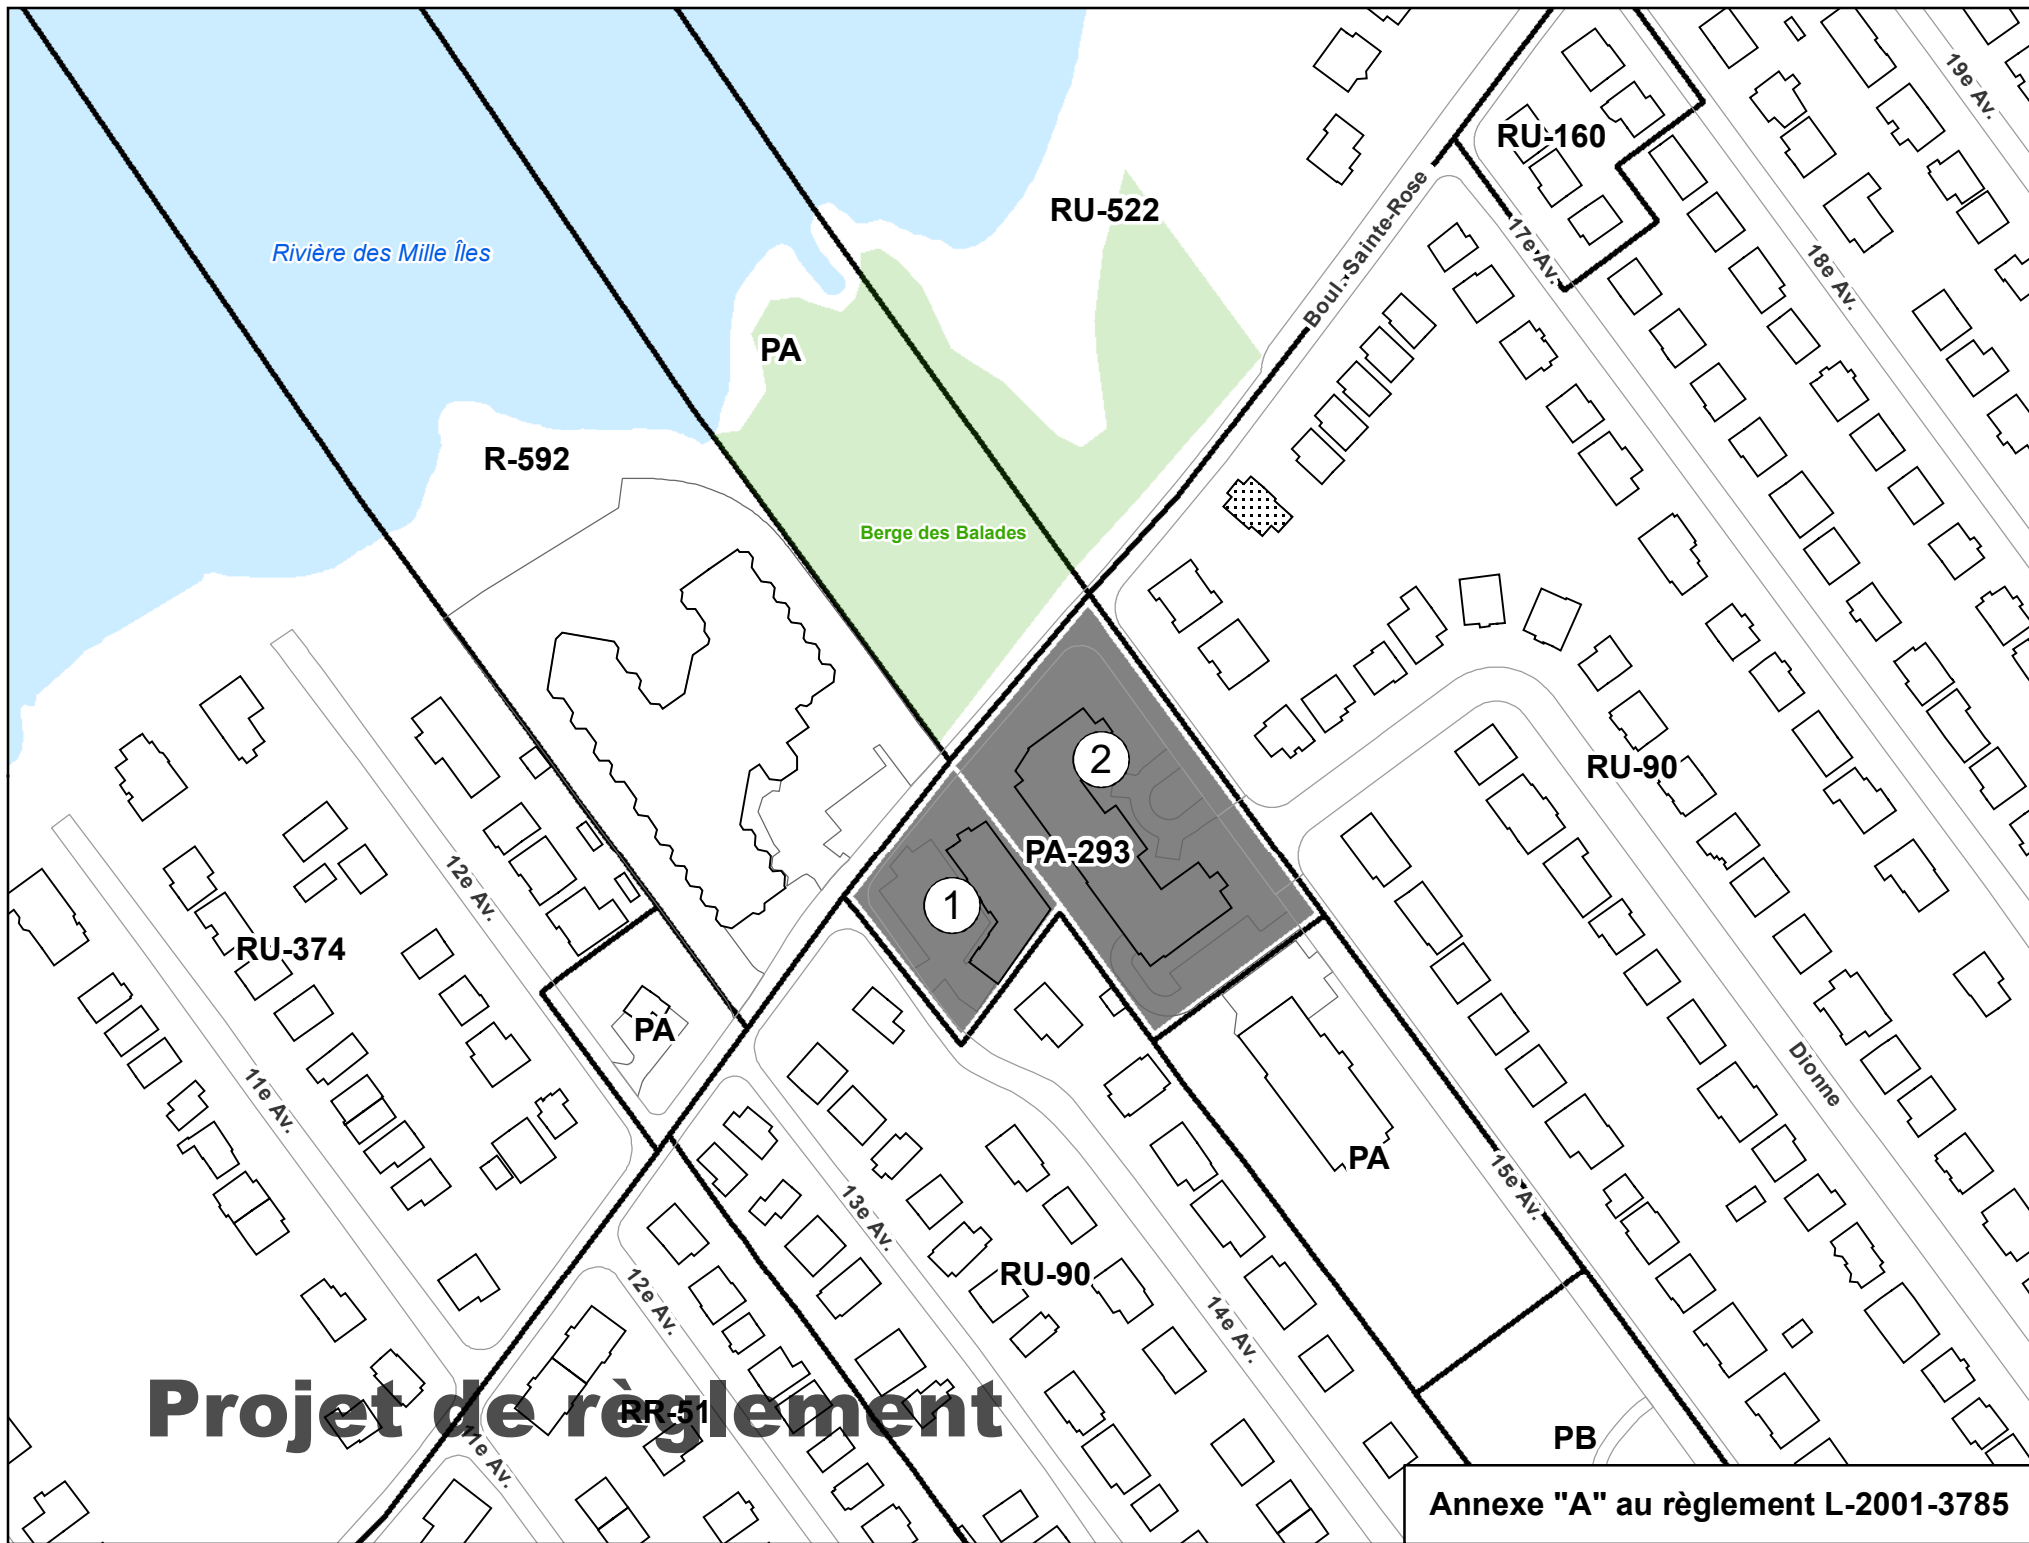 19e Av.
RU-160
Boul. Sainte-Rose
RU-522
17e Av.
18e Av.
Rivière des Mille Îles
PA
R-592
Berge des Balades
2
RU-90
PA-293
1
12e Av.
RU-374
PA
11e Av.
Dionne
PA
15e Av.
13e Av.
RU-90
12e Av.
14e Av.
Projet de règlement
RR-51
11e Av.
PB
Annexe "A" au règlement L-2001-3785